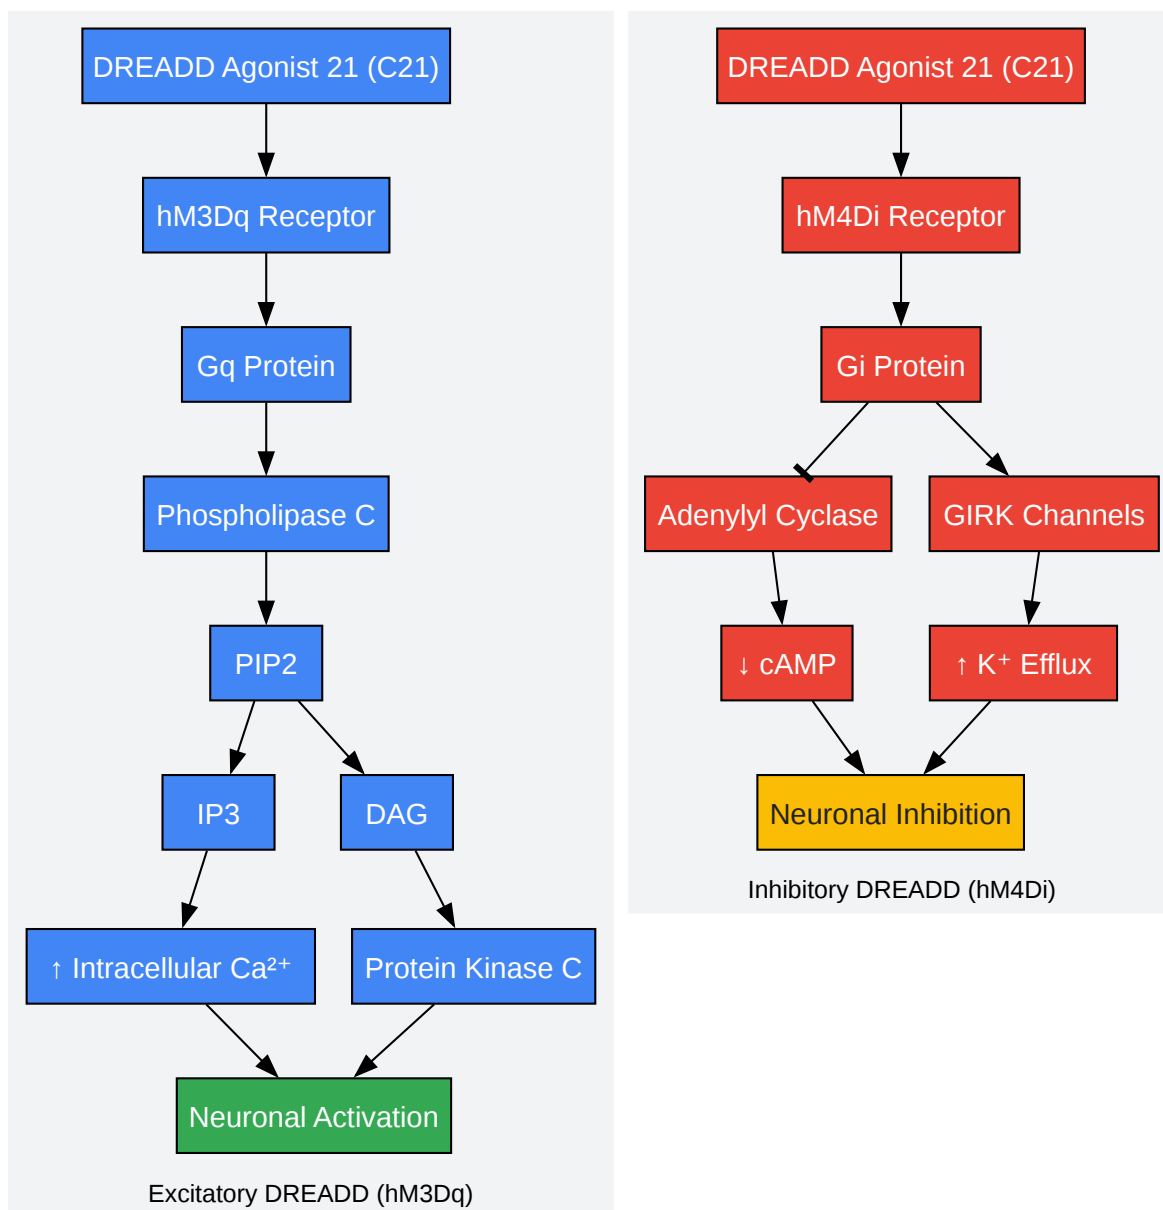 DREADD Agonist 21 (C21)
hM3Dq Receptor
Gq Protein
Phospholipase C
PIP2
IP3
DAG
↑ Intracellular Ca²⁺
Protein Kinase C
Neuronal Activation
Excitatory DREADD (hM3Dq)
DREADD Agonist 21 (C21)
hM4Di Receptor
Gi Protein
Adenylyl Cyclase
GIRK Channels
↓ cAMP
↑ K⁺ Efflux
Neuronal Inhibition
Inhibitory DREADD (hM4Di)